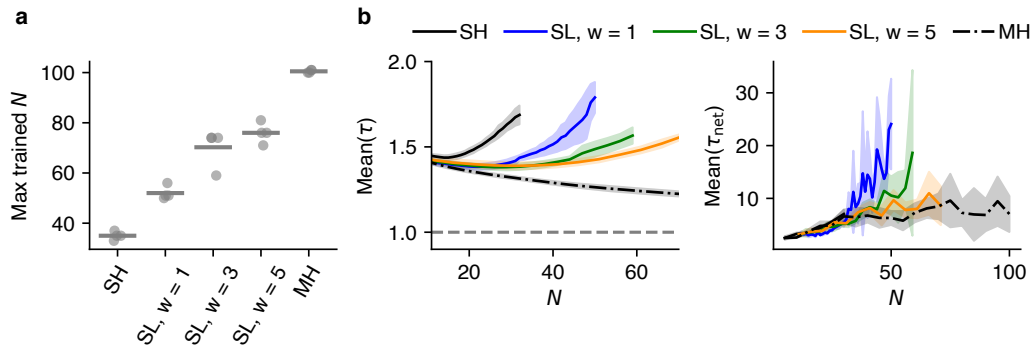 a
Max trained N
100
80
60
40
SH
SL, w = 1
SL, w = 3
SL, w = 5
MH
b
SH
SL, w = 1
SL, w = 3
SL, w = 5
MH
Mean(τ)
2.0
1.5
1.0
20
40
60
N
Mean(τnet)
30
20
10
50
100
N